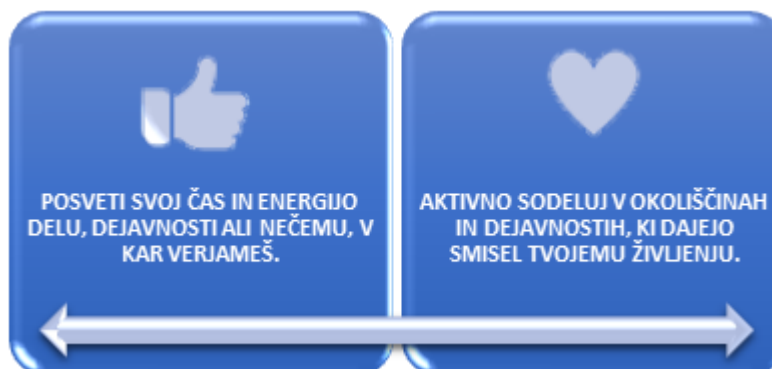 POSVETI SVOJ ČAS IN ENERGIJO
DELU, DEJAVNOSTI ALI NEČEMU, V
KAR VERJAMEŠ.
AKTIVNO SODELUJ V OKOLIŠČINAH
IN DEJAVNOSTIH, KI DAJEJO
SMISEL TVOJEMU ŽIVLJENJU.